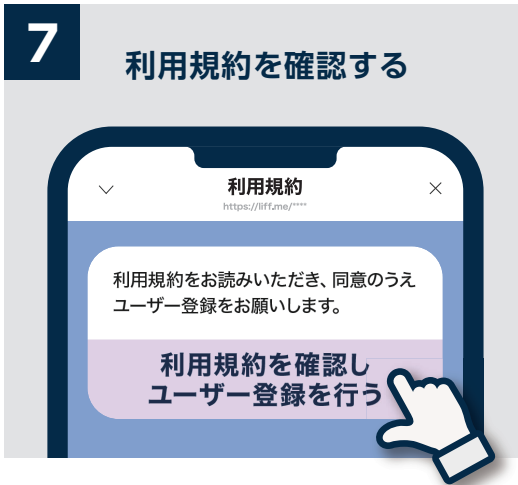 7
利用規約を確認する
利用規約
https://liff.me/****
利用規約をお読みいただき、同意のうえ
ユーザー登録をお願いします。
利用規約を確認し
ユーザー登録を行う